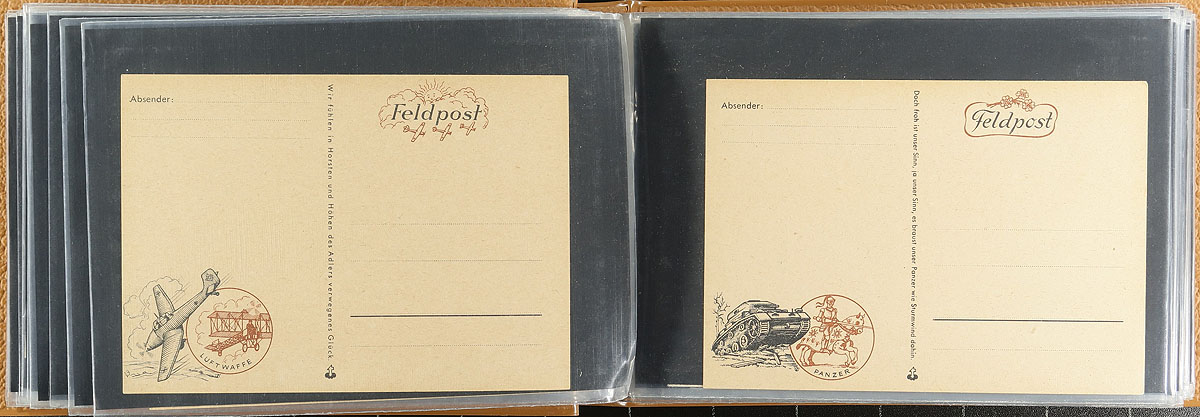 Absender:
Wir fühlen in Horsten und Höhen des Adlers verwegenes Glück
Feldpost
LUFTWAFFE
Absender:
Doch froh ist unser Sinn, ja unser Sinn, es braust unser Panzer wie Sturmwind dahin
Feldpost
PANZER